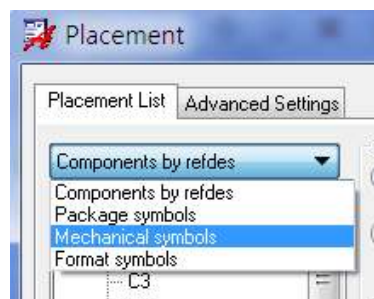 Placement
Placement List Advanced Settings
Components by refdes
Components by refdes
Package symbols
Mechanical symbols
Format symbols
C3